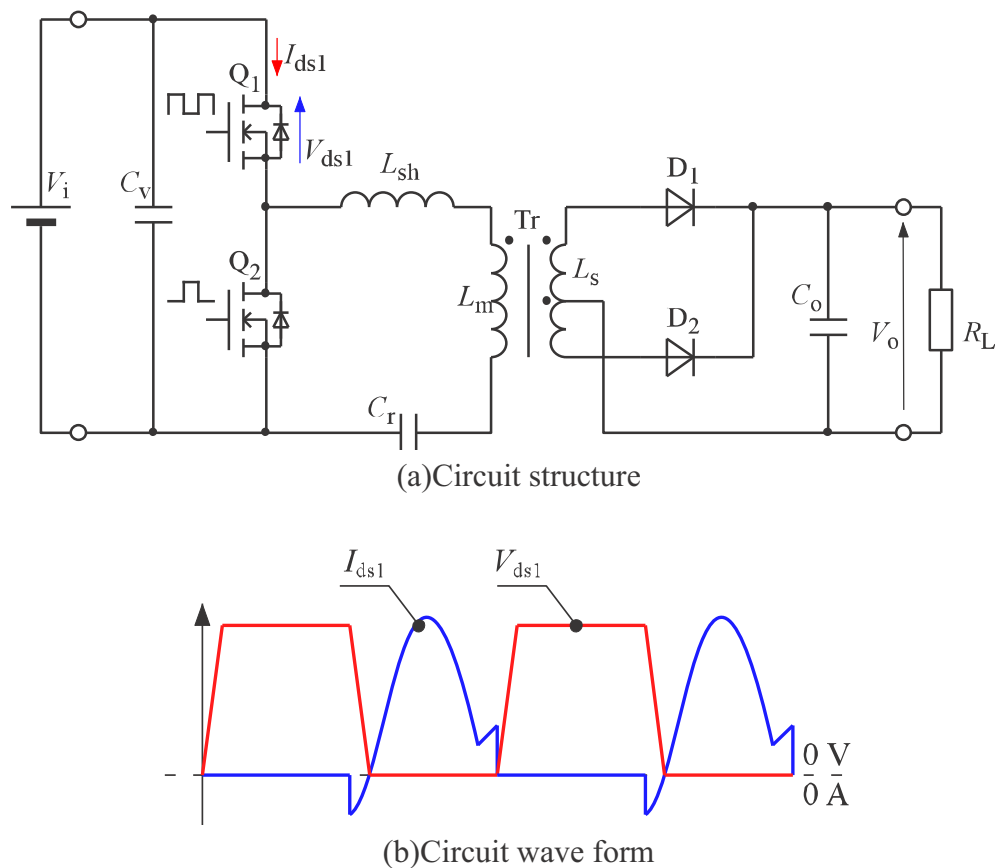 Ids1
Q1
Vds1
Lsh
D1
Tr
Vi
Cv
Q2
Lm
Ls
Co
D2
Vo
RL
Cr
(a)Circuit structure
Ids1
Vds1
0 V
0 A
(b)Circuit wave form